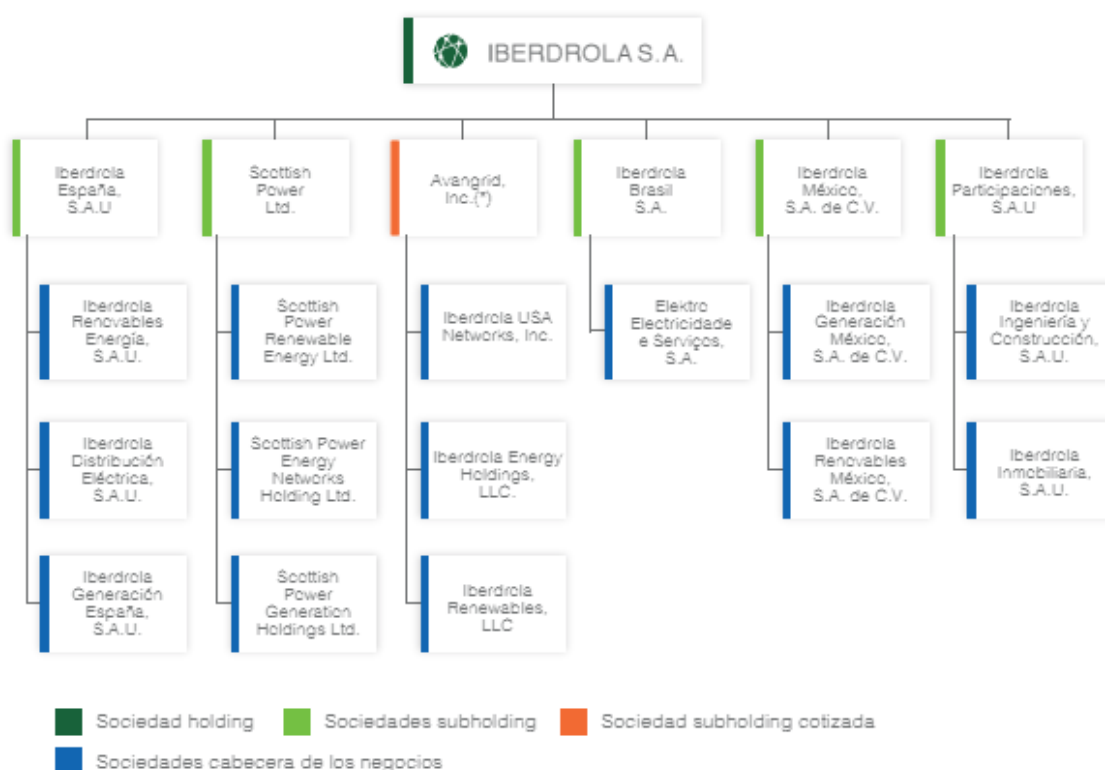 IBERDROLA S.A.
Iberdrola
España,
S.A.U
Scottish
Power
Ltd.
Avangrid,
Inc.(*)
Iberdrola
Brasil
S.A.
Iberdrola
México,
S.A. de C.V.
Iberdrola
Participaciones,
S.A.U
Iberdrola
Renovables
Energía,
S.A.U.
Scottish
Power
Renewable
Energy Ltd.
Iberdrola USA
Networks, Inc.
Elektro
Electricidade
e Serviços,
S.A.
Iberdrola
Generación
México,
S.A. de C.V.
Iberdrola
Ingeniería y
Construcción,
S.A.U.
Iberdrola
Distribución
Eléctrica,
S.A.U.
Scottish Power
Energy
Networks
Holding Ltd.
Iberdrola Energy
Holdings,
LLC.
Iberdrola
Renovables
México,
S.A. de C.V.
Iberdrola
Inmobiliaria,
S.A.U.
Iberdrola
Generación
España,
S.A.U.
Scottish
Power
Generation
Holdings Ltd.
Iberdrola
Renewables,
LLC
Sociedad holding
Sociedades subholding
Sociedad subholding cotizada
Sociedades cabecera de los negocios